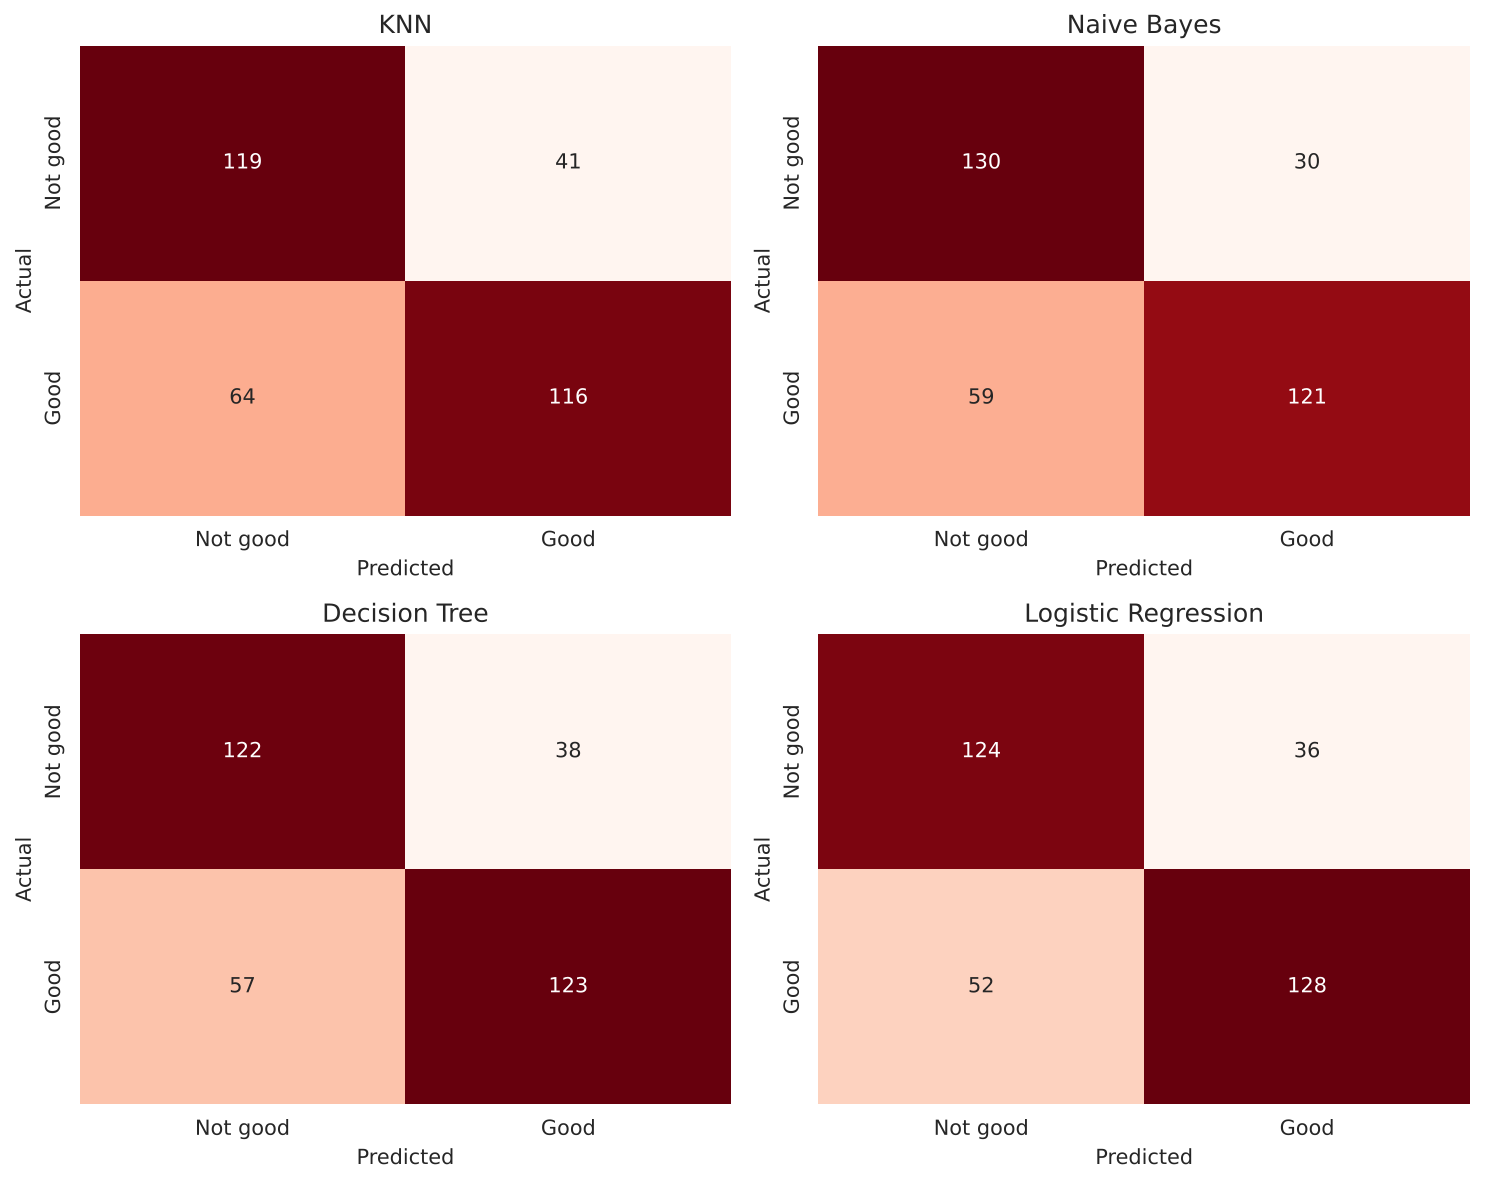 KNN
Not good
119
41
Actual
Good
64
116
Not good
Good
Predicted
Naive Bayes
Not good
130
30
Actual
Good
59
121
Not good
Good
Predicted
Decision Tree
Not good
122
38
Actual
Good
57
123
Not good
Good
Predicted
Logistic Regression
Not good
124
36
Actual
Good
52
128
Not good
Good
Predicted